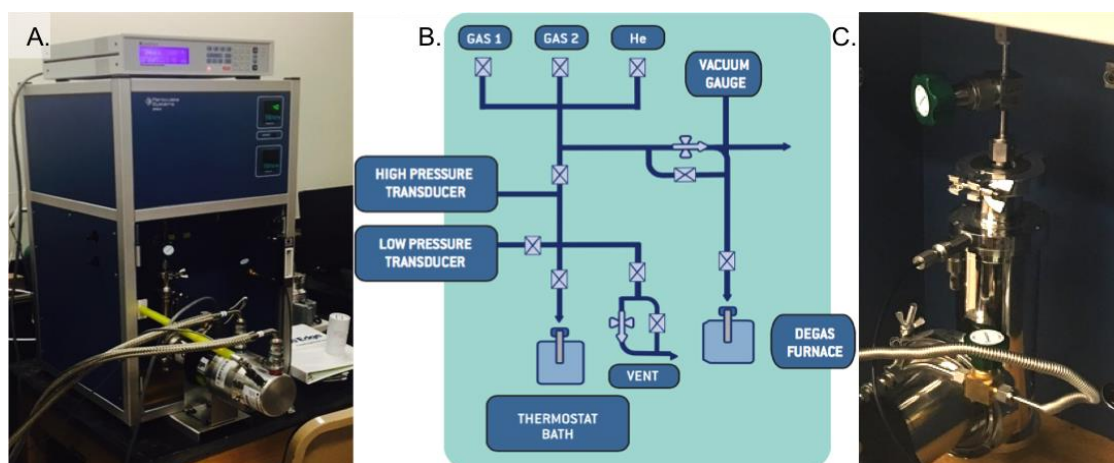 A.
B.
C.
GAS 1
GAS 2
He
VACUUM
GAUGE
HIGH PRESSURE
TRANSDUCER
LOW PRESSURE
TRANSDUCER
VENT
DEGAS
FURNACE
THERMOSTAT
BATH